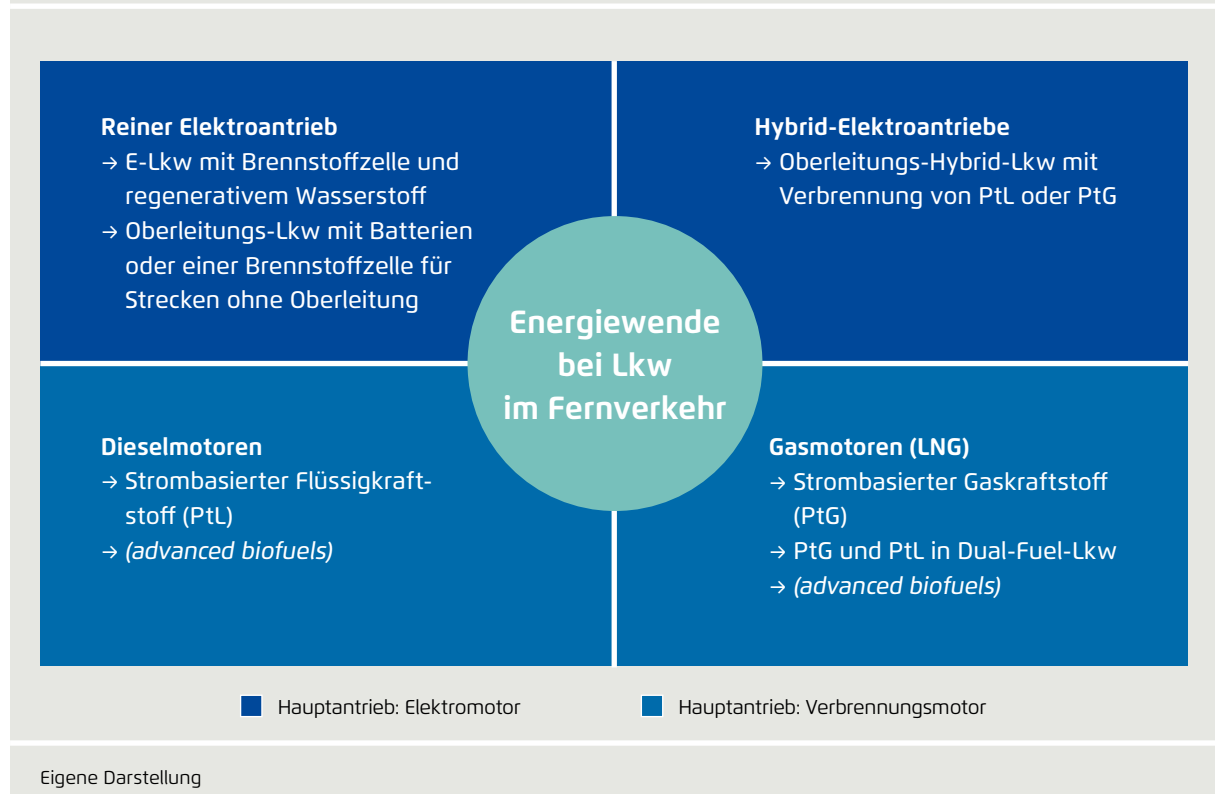 Reiner Elektroantrieb
→ E-Lkw mit Brennstoffzelle und
regenerativem Wasserstoff
→ Oberleitungs-Lkw mit Batterien
oder einer Brennstoffzelle für
Strecken ohne Oberleitung
Hybrid-Elektroantriebe
→ Oberleitungs-Hybrid-Lkw mit
Verbrennung von PtL oder PtG
Energiewende
bei Lkw
im Fernverkehr
Dieselmotoren
→ Strombasierter Flüssigkraft-
stoff (PtL)
→ (advanced biofuels)
Gasmotoren (LNG)
→ Strombasierter Gaskraftstoff
(PtG)
→ PtG und PtL in Dual-Fuel-Lkw
→ (advanced biofuels)
Hauptantrieb: Elektromotor
Hauptantrieb: Verbrennungsmotor
Eigene Darstellung